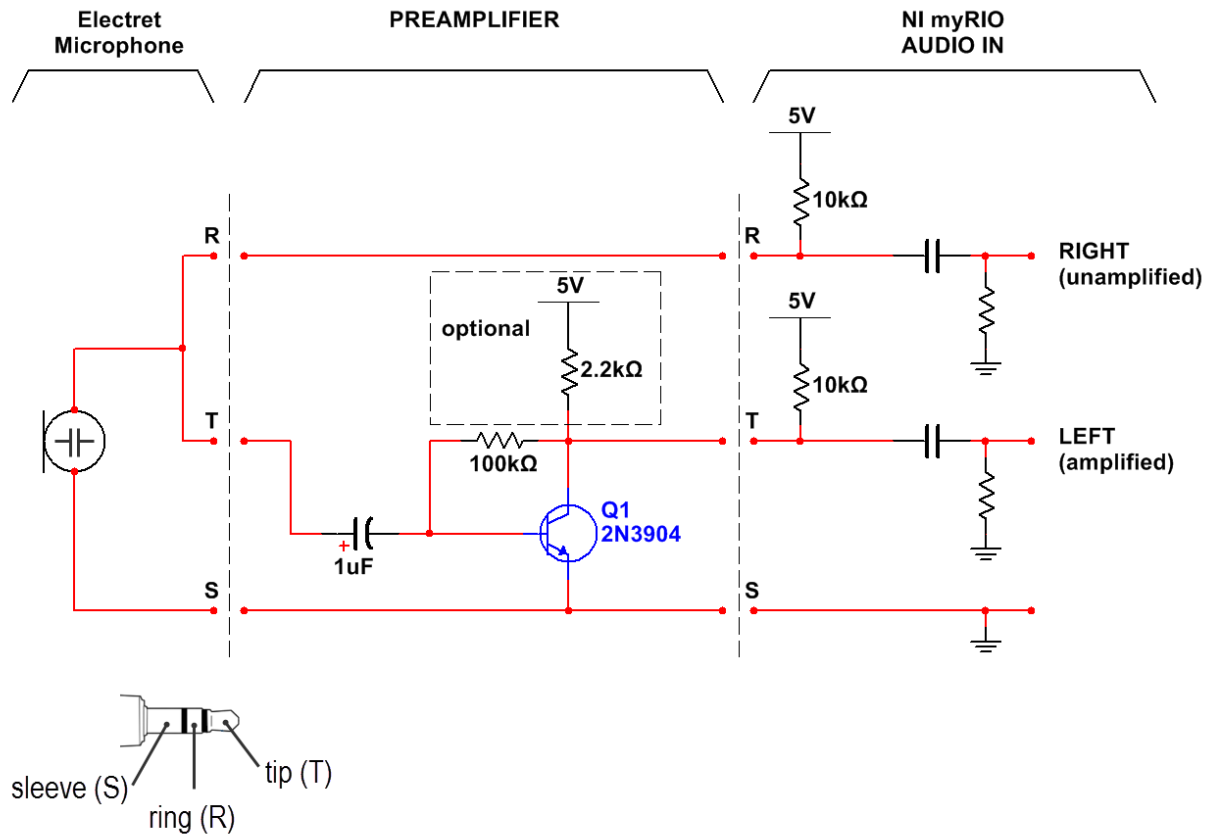 Electret
Microphone
PREAMPLIFIER
NI myRIO
AUDIO IN
5V
10kΩ
R
R
RIGHT
(unamplified)
5V
optional
2.2kΩ
5V
10kΩ
T
T
LEFT
(amplified)
100kΩ
Q1
2N3904
+
1uF
S
S
sleeve (S)
ring (R)
tip (T)